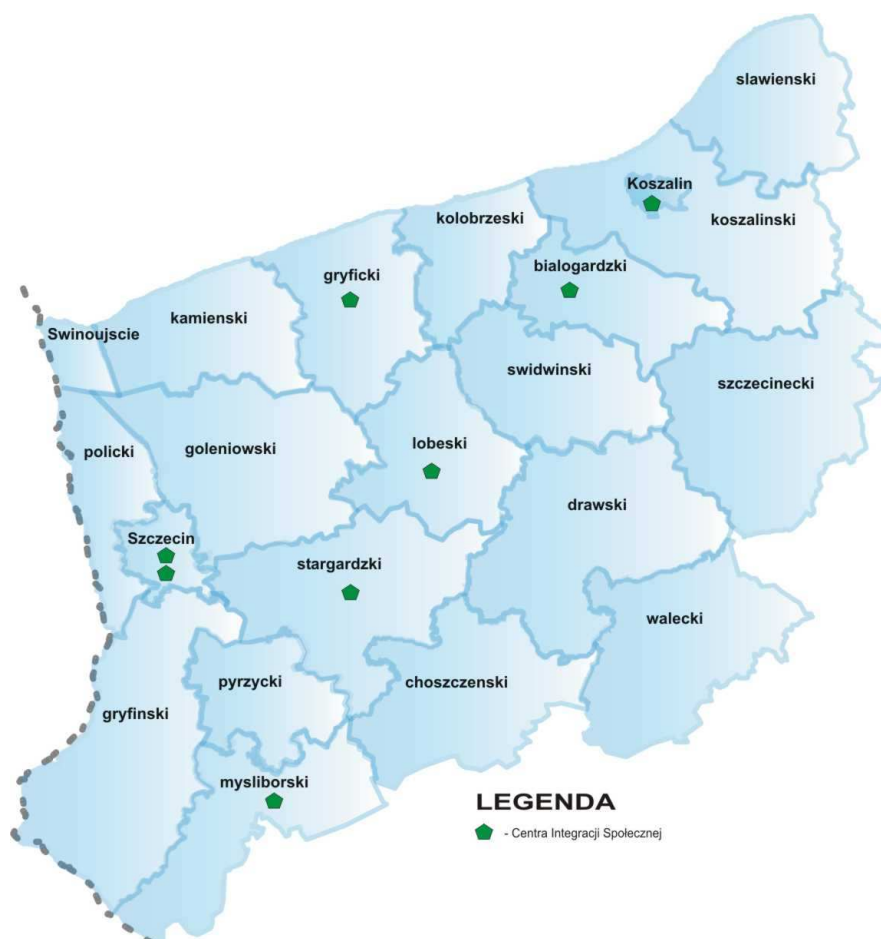 slawienski
Koszalin
kolobrzeski
koszalinski
bialogardzki
gryficki
kamienski
Swinoujscie
swidwinski
szczecinecki
lobeski
policki
goleniowski
drawski
Szczecin
stargardzki
walecki
pyrzycki
choszczenski
gryfinski
mysliborski
LEGENDA
- Centra Integracji Społecznej